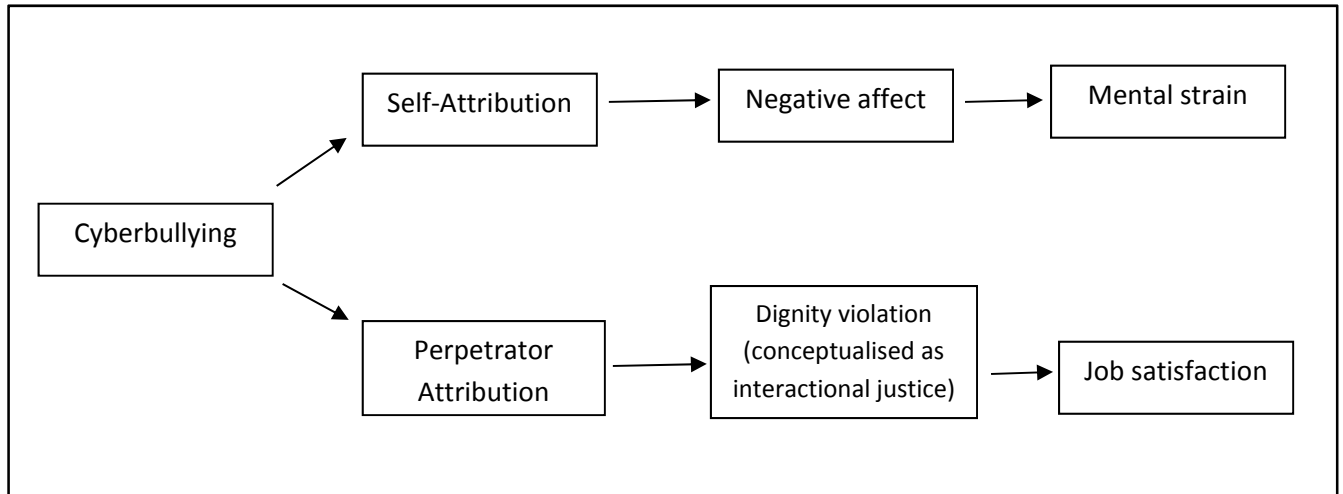 Self-Attribution
Negative affect
Mental strain
Cyberbullying
Perpetrator
Attribution
Dignity violation
(conceptualised as
interactional justice)
Job satisfaction